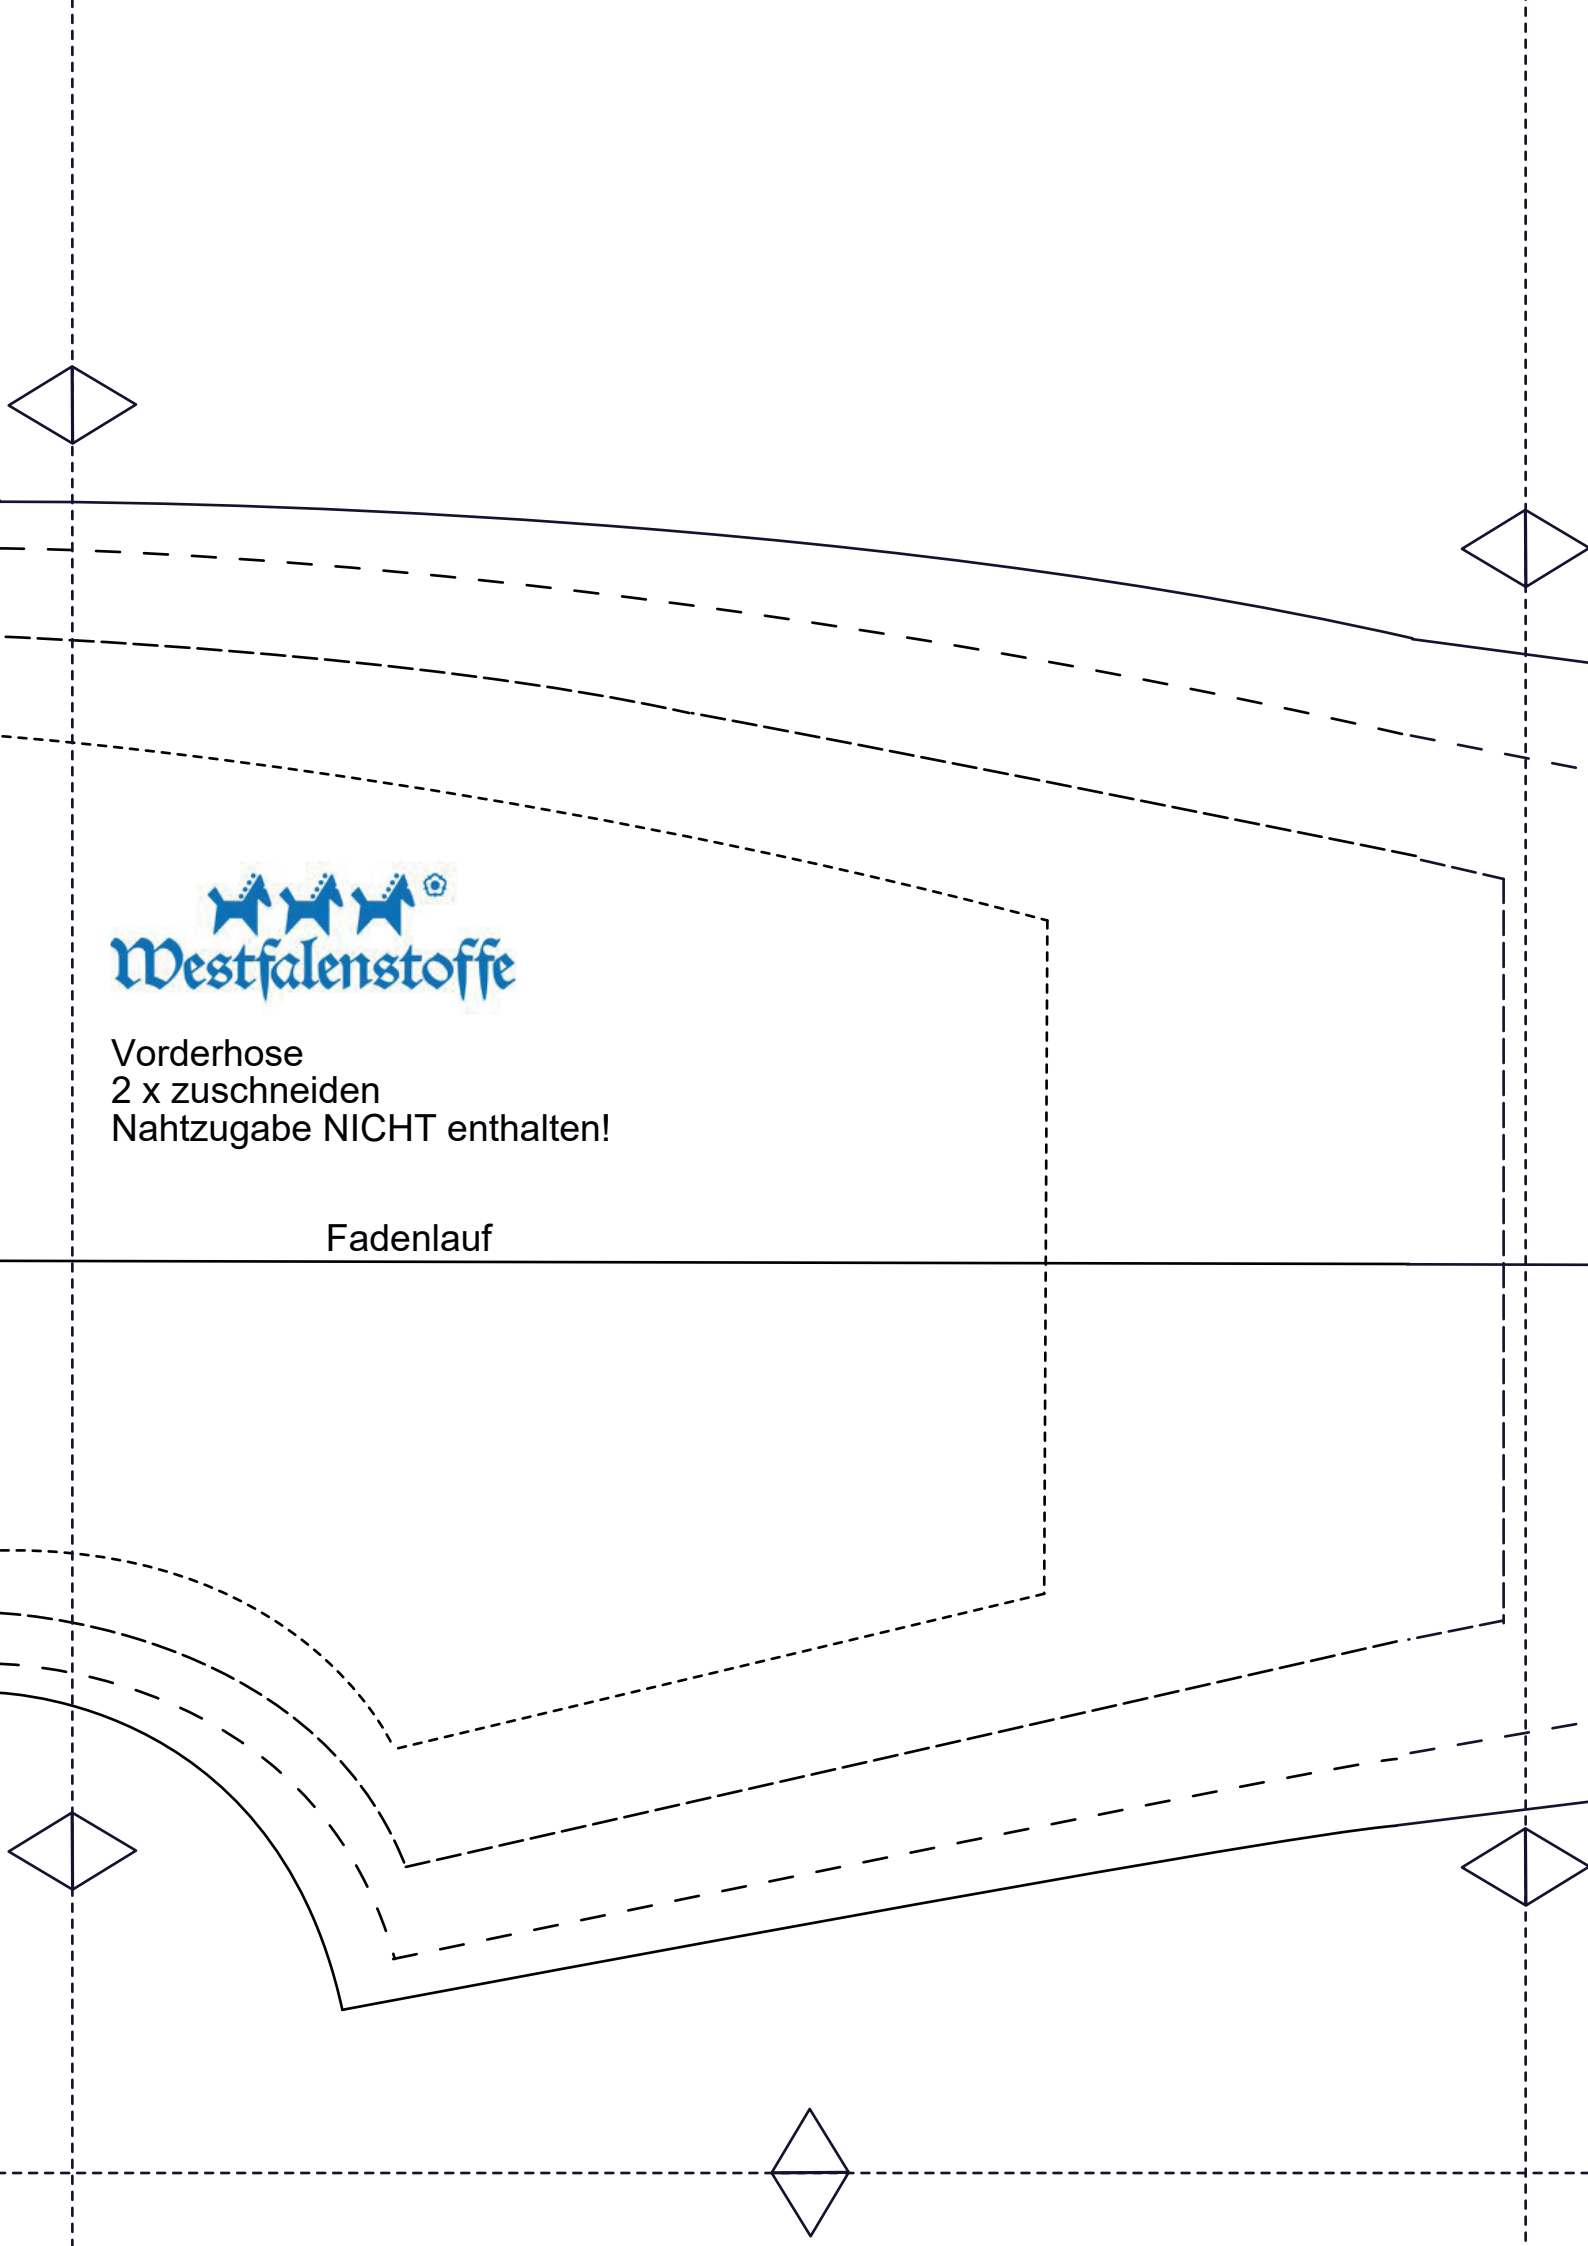 Westfalenstoffe
Vorderhose
2 x zuschneiden
Nahtzugabe NICHT enthalten!
Fadenlauf